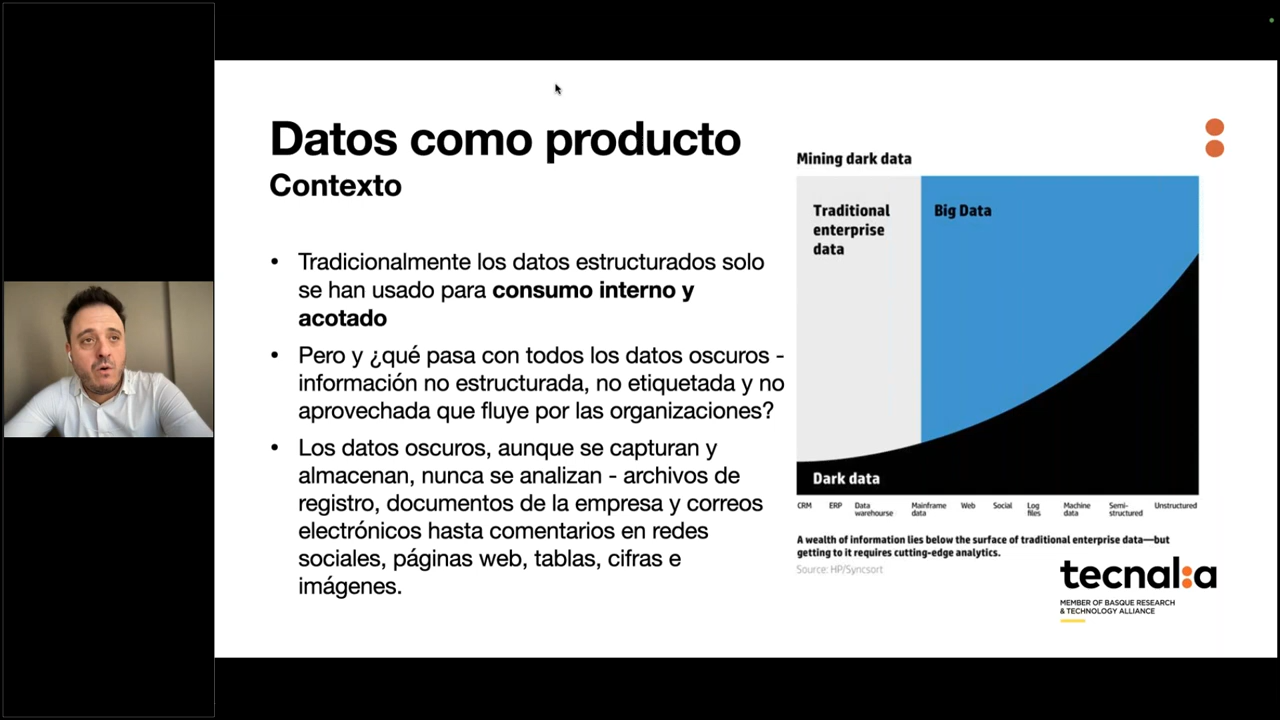 Datos como producto
Contexto
• Tradicionalmente los datos estructurados solo
se han usado para consumo interno y
acotado
• Pero y ¿qué pasa con todos los datos oscuros -
información no estructurada, no etiquetada y no
aprovechada que fluye por las organizaciones?
• Los datos oscuros, aunque se capturan y
almacenan, nunca se analizan - archivos de
registro, documentos de la empresa y correos
electrónicos hasta comentarios en redes
sociales, páginas web, tablas, cifras e
imágenes.
Mining dark data
Traditional
enterprise
data
Big Data
Dark data
CRM ERP Data warehourse Mainframe data Web Social Log files Machine data Semi-structured Unstructured
A wealth of information lies below the surface of traditional enterprise data—but
getting to it requires cutting-edge analytics.
Source: HP/Syncsort
tecnalia
MEMBER OF BASQUE RESEARCH
& TECHNOLOGY ALLIANCE